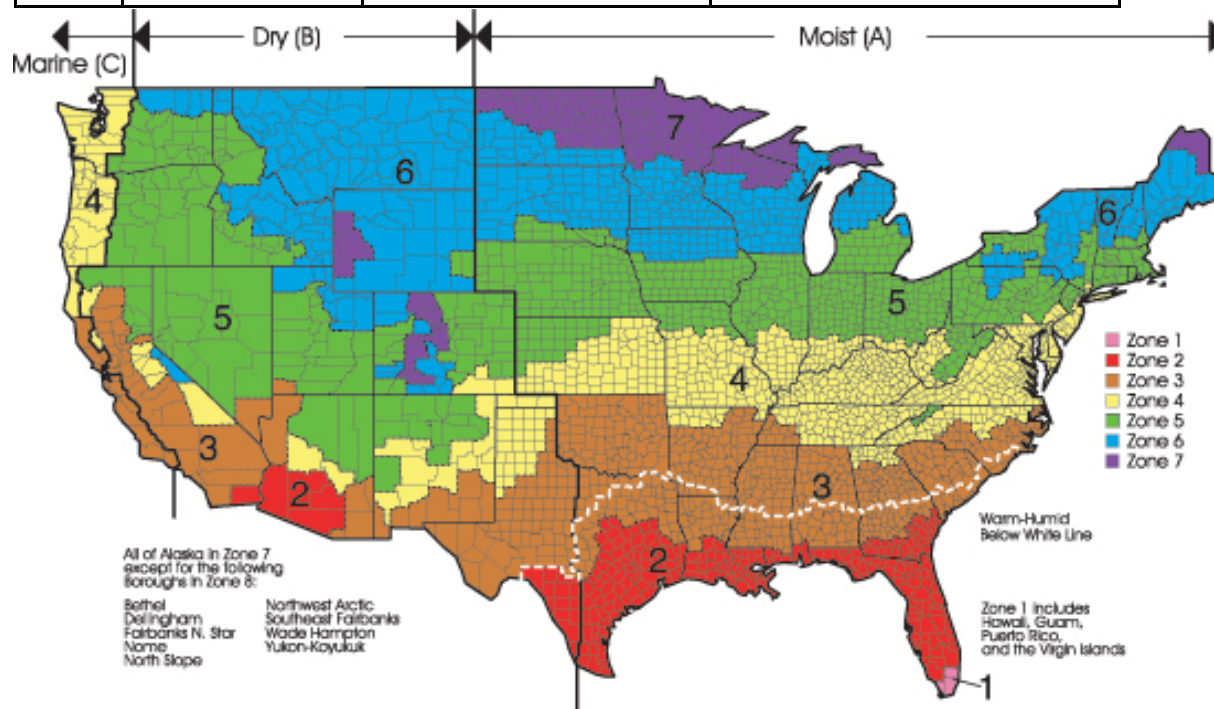 Marine (C)
Dry (B)
Moist (A)
7
6
4
6
5
5
4
3
3
2
2
1
Zone 1
Zone 2
Zone 3
Zone 4
Zone 5
Zone 6
Zone 7
Warm-Humid
Below White Line
All of Alaska in Zone 7
except for the following
Boroughs in Zone 8:
Bethel
Dellingham
Fairbanks N. Star
Nome
North Slope
Northwest Arctic
Southeast Fairbanks
Wade Hampton
Yukon-Koyukuk
Zone 1 includes
Hawaii, Guam,
Puerto Rico,
and the Virgin Islands